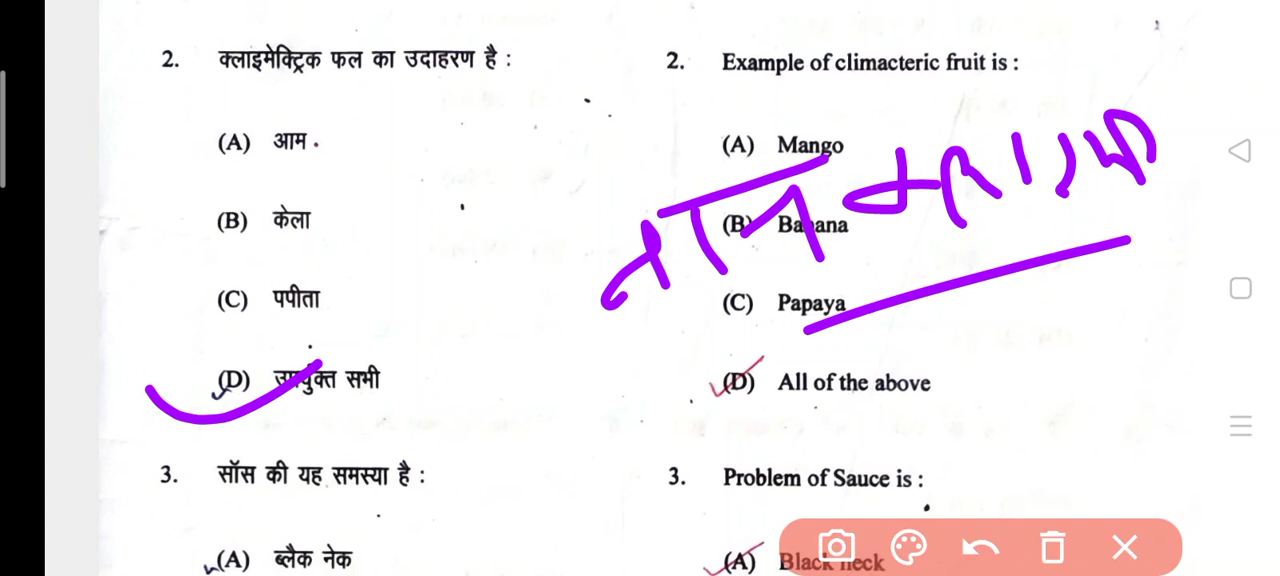 2. क्लाइमेक्ट्रिक फल का उदाहरण है :
(A) आम
(B) केला
(C) पपीता
(D) उपर्युक्त सभी
3. सॉस की यह समस्या है :
(A) ब्लैक नेक
2. Example of climacteric fruit is :
(A) Mango
(B) Banana
(C) Papaya
(D) All of the above
3. Problem of Sauce is :
(A) Black neck